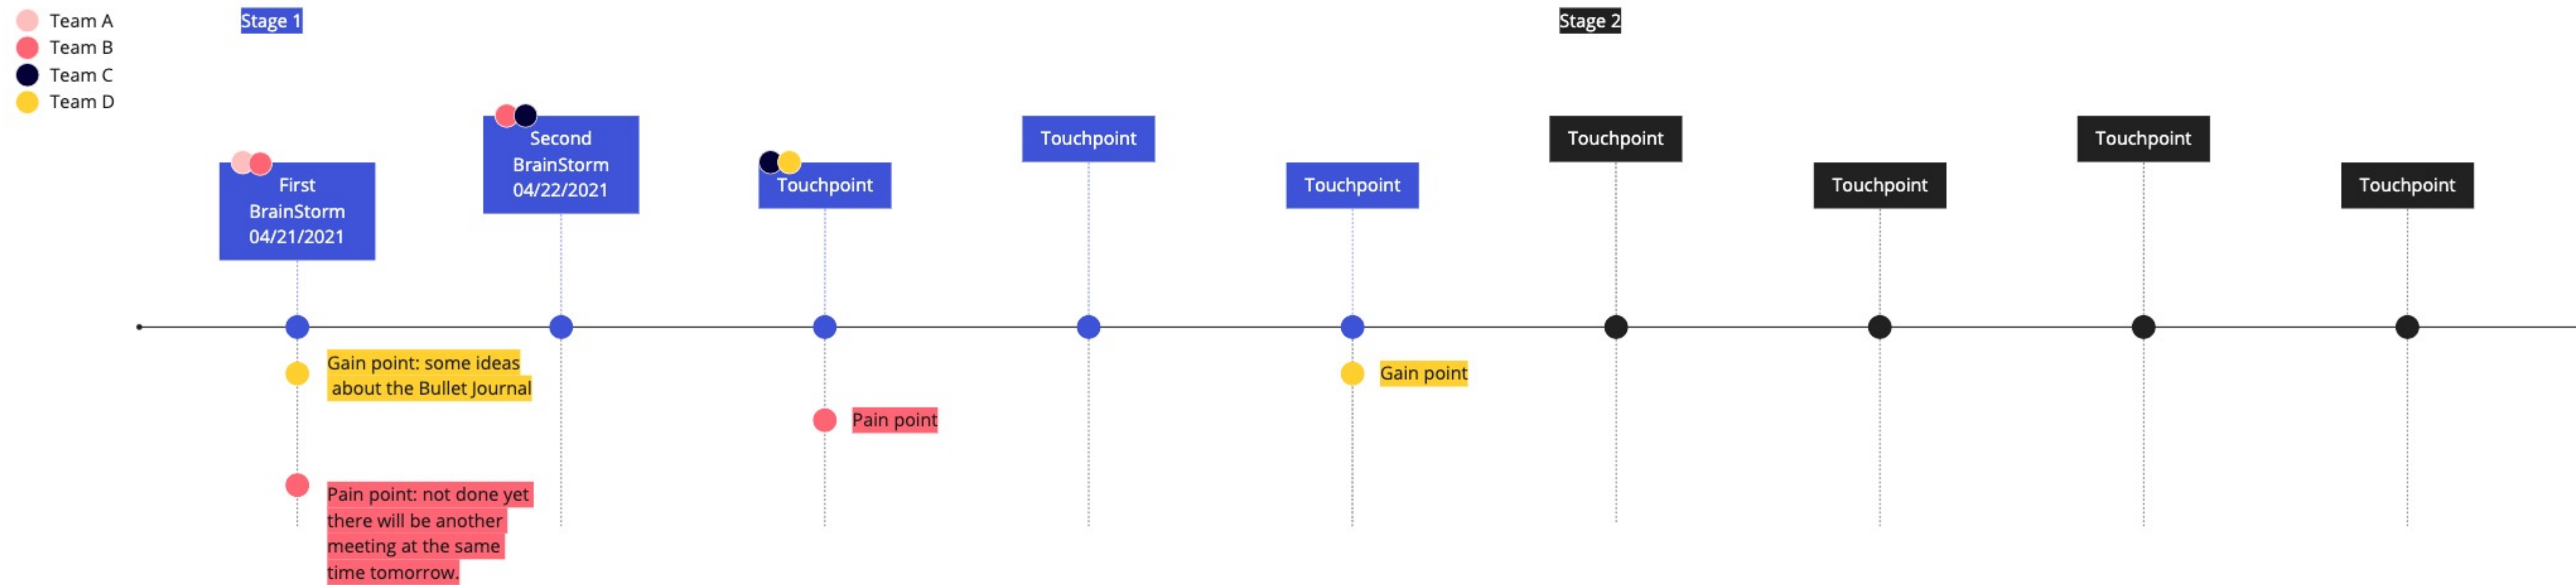 Team A
Team B
Team C
Team D
Stage 1
Stage 2
First
BrainStorm
04/21/2021
Second
BrainStorm
04/22/2021
Touchpoint
Touchpoint
Touchpoint
Touchpoint
Touchpoint
Touchpoint
Touchpoint
Gain point: some ideas
about the Bullet Journal
Pain point: not done yet
there will be another
meeting at the same
time tomorrow.
Pain point
Gain point